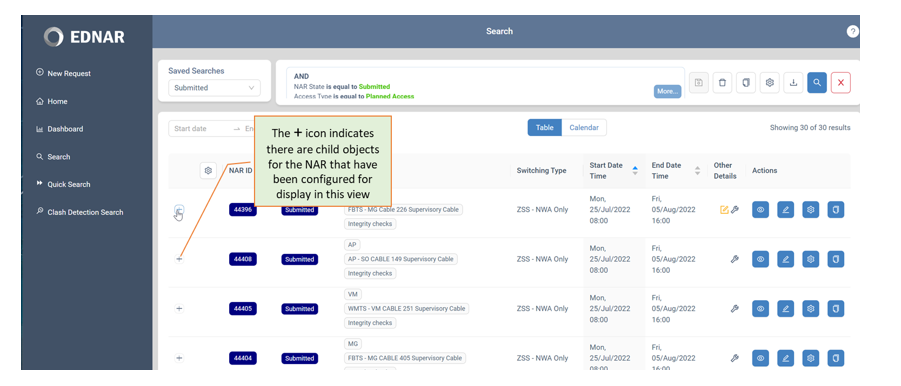 EDNAR
Search
?
New Request
Home
Dashboard
Search
Quick Search
Clash Detection Search
Saved Searches
Submitted
AND
NAR State is equal to Submitted
Access Type is equal to Planned Access
More...
X
Start date → En
Table Calendar
Showing 30 of 30 results
The + icon indicates
there are child objects
for the NAR that have
been configured for
display in this view
NAR ID
Switching Type
Start Date
Time
End Date
Time
Other
Details
Actions
44396 Submitted
FBTS - MG Cable 226 Supervisory Cable
Integrity checks
ZSS - NWA Only
Mon,
25/Jul/2022
08:00
Fri,
05/Aug/2022
16:00
+ 44408 Submitted
AP
AP - SO CABLE 149 Supervisory Cable
Integrity checks
ZSS - NWA Only
Mon,
25/Jul/2022
08:00
Fri,
05/Aug/2022
16:00
+ 44405 Submitted
VM
WMTS - VM CABLE 251 Supervisory Cable
Integrity checks
ZSS - NWA Only
Mon,
25/Jul/2022
08:00
Fri,
05/Aug/2022
16:00
+ 44404 Submitted
MG
FBTS - MG CABLE 405 Supervisory Cable
Integrity checks
ZSS - NWA Only
Mon,
25/Jul/2022
08:00
Fri,
05/Aug/2022
16:00